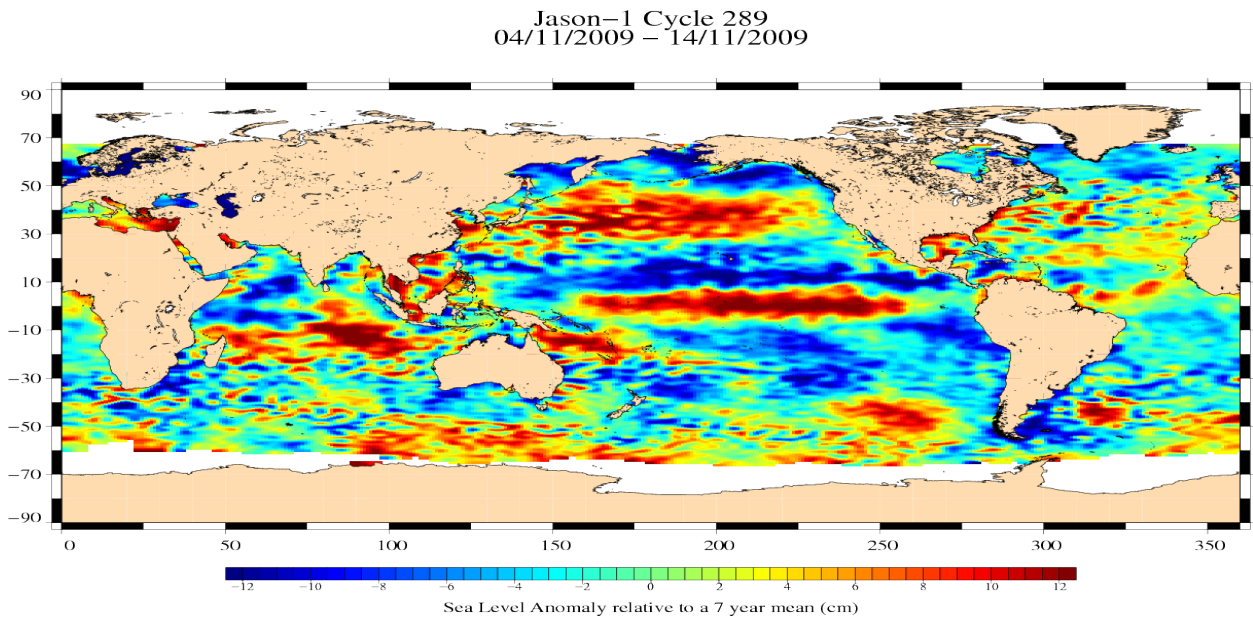 Jason−1 Cycle 289
04/11/2009 − 14/11/2009
90
70
50
30
10
−10
−30
−50
−70
−90
0 50 100 150 200 250 300 350
−12 −10 −8 −6 −4 −2 0 2 4 6 8 10 12
Sea Level Anomaly relative to a 7 year mean (cm)